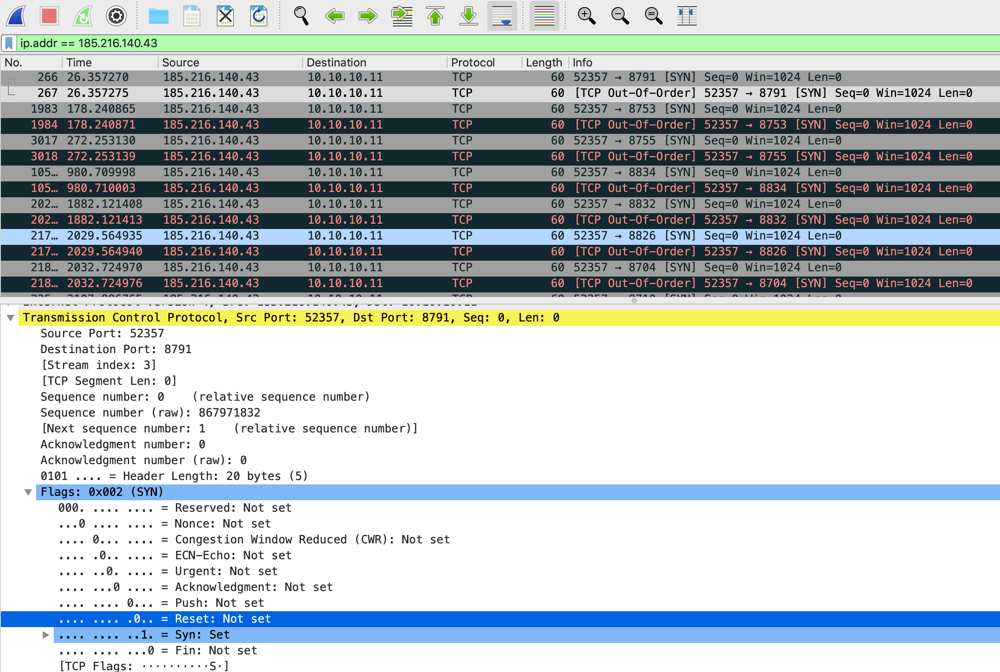 ip.addr == 185.216.140.43
No. Time Source Destination Protocol Length Info
266 26.357270 185.216.140.43 10.10.10.11 TCP 60 52357 → 8791 [SYN] Seq=0 Win=1024 Len=0
267 26.357275 185.216.140.43 10.10.10.11 TCP 60 [TCP Out-Of-Order] 52357 → 8791 [SYN] Seq=0 Win=1024 Len=0
1983 178.240865 185.216.140.43 10.10.10.11 TCP 60 52357 → 8753 [SYN] Seq=0 Win=1024 Len=0
1984 178.240871 185.216.140.43 10.10.10.11 TCP 60 [TCP Out-Of-Order] 52357 → 8753 [SYN] Seq=0 Win=1024 Len=0
3017 272.253130 185.216.140.43 10.10.10.11 TCP 60 52357 → 8755 [SYN] Seq=0 Win=1024 Len=0
3018 272.253139 185.216.140.43 10.10.10.11 TCP 60 [TCP Out-Of-Order] 52357 → 8755 [SYN] Seq=0 Win=1024 Len=0
105… 980.709998 185.216.140.43 10.10.10.11 TCP 60 52357 → 8834 [SYN] Seq=0 Win=1024 Len=0
105… 980.710003 185.216.140.43 10.10.10.11 TCP 60 [TCP Out-Of-Order] 52357 → 8834 [SYN] Seq=0 Win=1024 Len=0
202… 1882.121408 185.216.140.43 10.10.10.11 TCP 60 52357 → 8832 [SYN] Seq=0 Win=1024 Len=0
202… 1882.121413 185.216.140.43 10.10.10.11 TCP 60 [TCP Out-Of-Order] 52357 → 8832 [SYN] Seq=0 Win=1024 Len=0
217… 2029.564935 185.216.140.43 10.10.10.11 TCP 60 52357 → 8826 [SYN] Seq=0 Win=1024 Len=0
217… 2029.564940 185.216.140.43 10.10.10.11 TCP 60 [TCP Out-Of-Order] 52357 → 8826 [SYN] Seq=0 Win=1024 Len=0
218… 2032.724970 185.216.140.43 10.10.10.11 TCP 60 52357 → 8704 [SYN] Seq=0 Win=1024 Len=0
218… 2032.724976 185.216.140.43 10.10.10.11 TCP 60 [TCP Out-Of-Order] 52357 → 8704 [SYN] Seq=0 Win=1024 Len=0
Transmission Control Protocol, Src Port: 52357, Dst Port: 8791, Seq: 0, Len: 0
Source Port: 52357
Destination Port: 8791
[Stream index: 3]
[TCP Segment Len: 0]
Sequence number: 0 (relative sequence number)
Sequence number (raw): 867971832
[Next sequence number: 1 (relative sequence number)]
Acknowledgment number: 0
Acknowledgment number (raw): 0
0101 .... = Header Length: 20 bytes (5)
Flags: 0x002 (SYN)
000. .... .... = Reserved: Not set
...0 .... .... = Nonce: Not set
.... 0... .... = Congestion Window Reduced (CWR): Not set
.... .0.. .... = ECN-Echo: Not set
.... ..0. .... = Urgent: Not set
.... ...0 .... = Acknowledgment: Not set
.... .... 0... = Push: Not set
.... .... .0.. = Reset: Not set
.... .... ..1. = Syn: Set
.... .... ...0 = Fin: Not set
[TCP Flags: ··········S·]